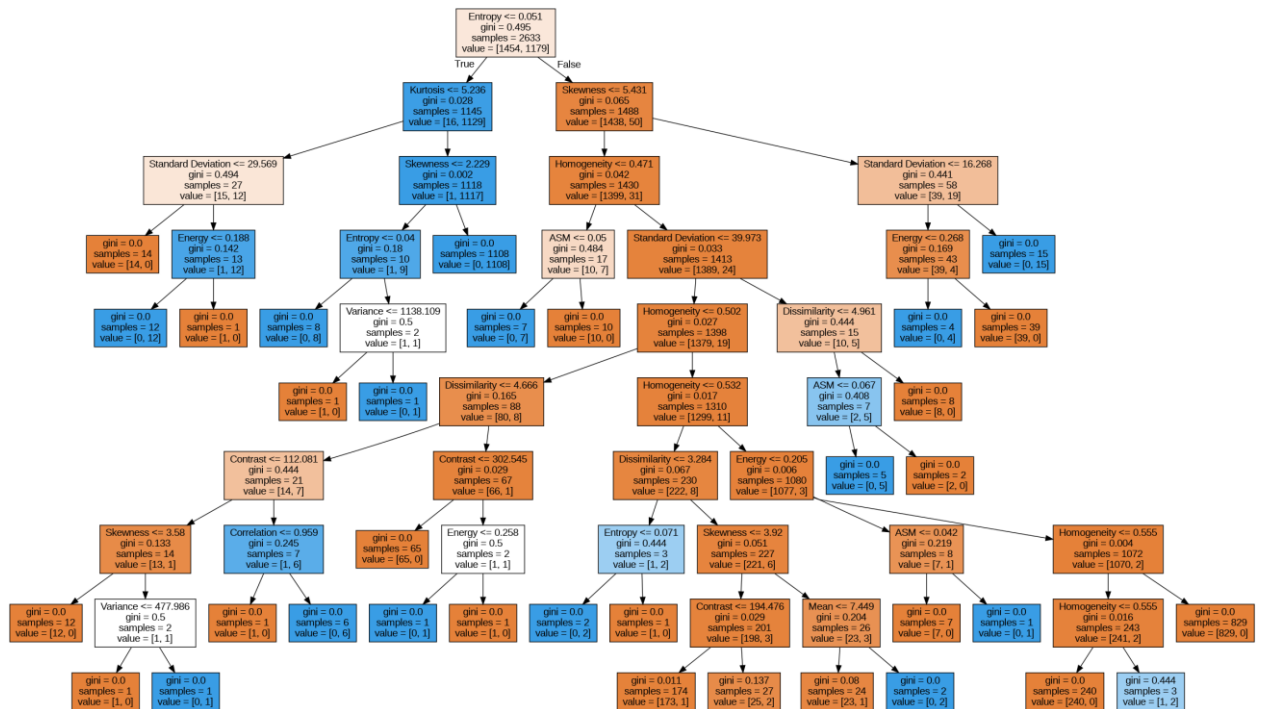 Entropy <= 0.051
gini = 0.495
samples = 2633
value = [1454, 1179]
True
False
Kurtosis <= 5.236
gini = 0.028
samples = 1145
value = [16, 1129]
Skewness <= 5.431
gini = 0.065
samples = 1488
value = [1438, 50]
Standard Deviation <= 29.569
gini = 0.494
samples = 27
value = [15, 12]
Skewness <= 2.229
gini = 0.002
samples = 1118
value = [1, 1117]
Homogeneity <= 0.471
gini = 0.042
samples = 1430
value = [1399, 31]
Standard Deviation <= 16.268
gini = 0.441
samples = 58
value = [39, 19]
gini = 0.0
samples = 14
value = [14, 0]
Energy <= 0.188
gini = 0.142
samples = 13
value = [1, 12]
Entropy <= 0.04
gini = 0.18
samples = 10
value = [1, 9]
gini = 0.0
samples = 1108
value = [0, 1108]
ASM <= 0.05
gini = 0.484
samples = 17
value = [10, 7]
Standard Deviation <= 39.973
gini = 0.033
samples = 1413
value = [1389, 24]
Energy <= 0.268
gini = 0.169
samples = 43
value = [39, 4]
gini = 0.0
samples = 15
value = [0, 15]
gini = 0.0
samples = 12
value = [0, 12]
gini = 0.0
samples = 1
value = [1, 0]
gini = 0.0
samples = 8
value = [0, 8]
Variance <= 1138.109
gini = 0.5
samples = 2
value = [1, 1]
gini = 0.0
samples = 7
value = [0, 7]
gini = 0.0
samples = 10
value = [10, 0]
Homogeneity <= 0.502
gini = 0.027
samples = 1398
value = [1379, 19]
Dissimilarity <= 4.961
gini = 0.444
samples = 15
value = [10, 5]
gini = 0.0
samples = 4
value = [0, 4]
gini = 0.0
samples = 39
value = [39, 0]
gini = 0.0
samples = 1
value = [1, 0]
gini = 0.0
samples = 1
value = [0, 1]
Dissimilarity <= 4.666
gini = 0.165
samples = 88
value = [80, 8]
Homogeneity <= 0.532
gini = 0.017
samples = 1310
value = [1299, 11]
ASM <= 0.067
gini = 0.408
samples = 7
value = [2, 5]
gini = 0.0
samples = 8
value = [8, 0]
Contrast <= 112.081
gini = 0.444
samples = 21
value = [14, 7]
Contrast <= 302.545
gini = 0.029
samples = 67
value = [66, 1]
Dissimilarity <= 3.284
gini = 0.067
samples = 230
value = [222, 8]
Energy <= 0.205
gini = 0.006
samples = 1080
value = [1077, 3]
gini = 0.0
samples = 5
value = [0, 5]
gini = 0.0
samples = 2
value = [2, 0]
Skewness <= 3.58
gini = 0.133
samples = 14
value = [13, 1]
Correlation <= 0.959
gini = 0.245
samples = 7
value = [1, 6]
gini = 0.0
samples = 65
value = [65, 0]
Energy <= 0.258
gini = 0.5
samples = 2
value = [1, 1]
Entropy <= 0.071
gini = 0.444
samples = 3
value = [1, 2]
Skewness <= 3.92
gini = 0.051
samples = 227
value = [221, 6]
ASM <= 0.042
gini = 0.219
samples = 8
value = [7, 1]
Homogeneity <= 0.555
gini = 0.004
samples = 1072
value = [1070, 2]
gini = 0.0
samples = 12
value = [12, 0]
Variance <= 477.986
gini = 0.5
samples = 2
value = [1, 1]
gini = 0.0
samples = 1
value = [1, 0]
gini = 0.0
samples = 6
value = [0, 6]
gini = 0.0
samples = 1
value = [0, 1]
gini = 0.0
samples = 1
value = [1, 0]
gini = 0.0
samples = 2
value = [0, 2]
gini = 0.0
samples = 1
value = [1, 0]
Contrast <= 194.476
gini = 0.029
samples = 201
value = [198, 3]
Mean <= 7.449
gini = 0.204
samples = 26
value = [23, 3]
gini = 0.0
samples = 7
value = [7, 0]
gini = 0.0
samples = 1
value = [0, 1]
Homogeneity <= 0.555
gini = 0.016
samples = 243
value = [241, 2]
gini = 0.0
samples = 829
value = [829, 0]
gini = 0.0
samples = 1
value = [1, 0]
gini = 0.0
samples = 1
value = [0, 1]
gini = 0.011
samples = 174
value = [173, 1]
gini = 0.137
samples = 27
value = [25, 2]
gini = 0.08
samples = 24
value = [23, 1]
gini = 0.0
samples = 2
value = [0, 2]
gini = 0.0
samples = 240
value = [240, 0]
gini = 0.444
samples = 3
value = [1, 2]